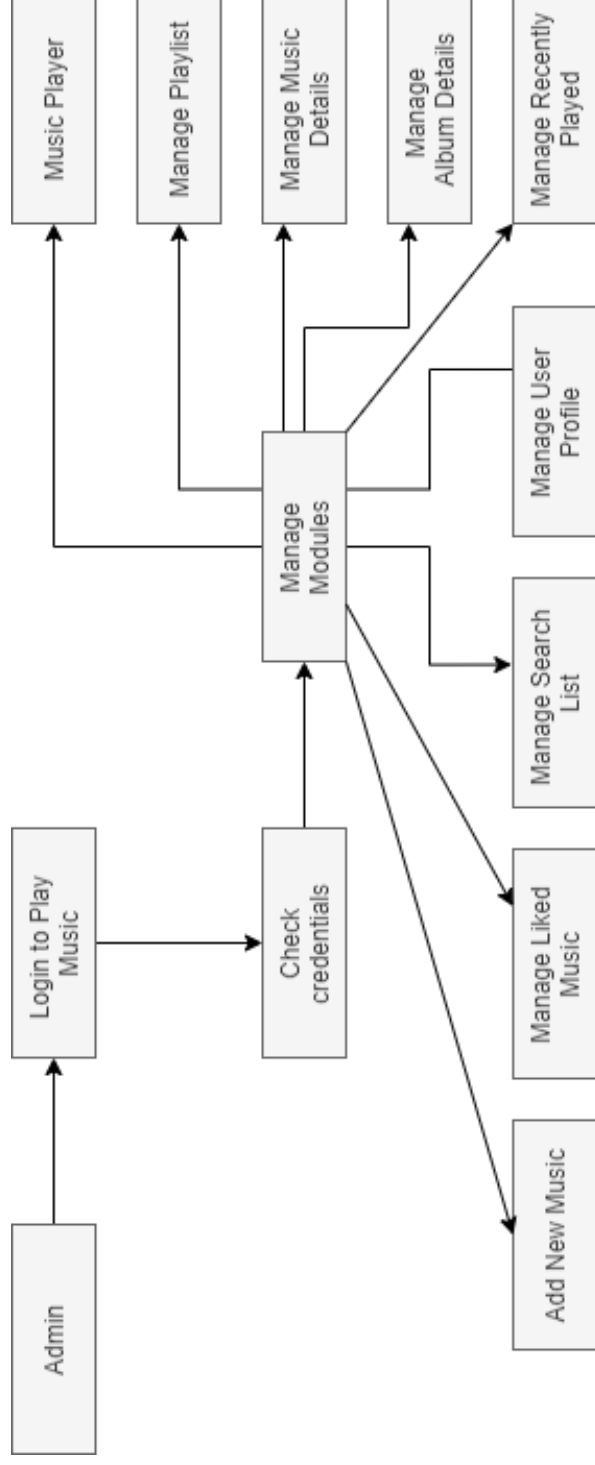 Admin
Login to Play
Music
Music Player
Manage Playlist
Check
credentials
Manage
Modules
Manage Music
Details
Manage
Album Details
Add New Music
Manage Liked
Music
Manage Search
List
Manage User
Profile
Manage Recently
Played